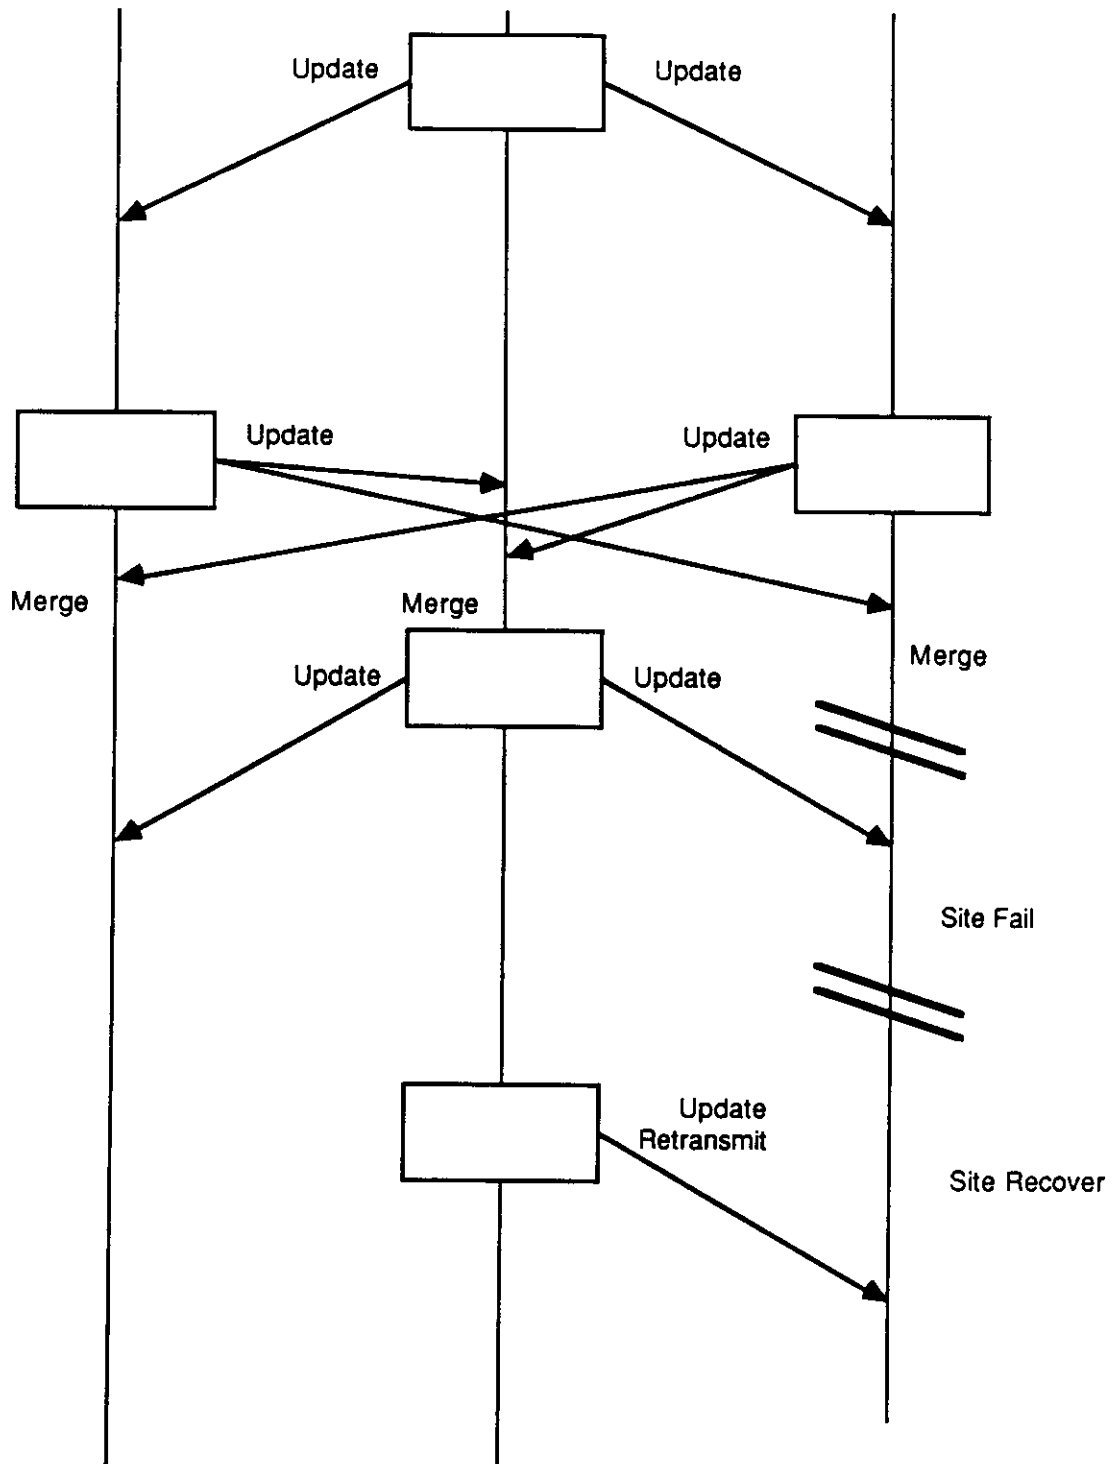 Update
Update
Update
Update
Merge
Merge
Merge
Update
Update
Site Fail
Update
Retransmit
Site Recover